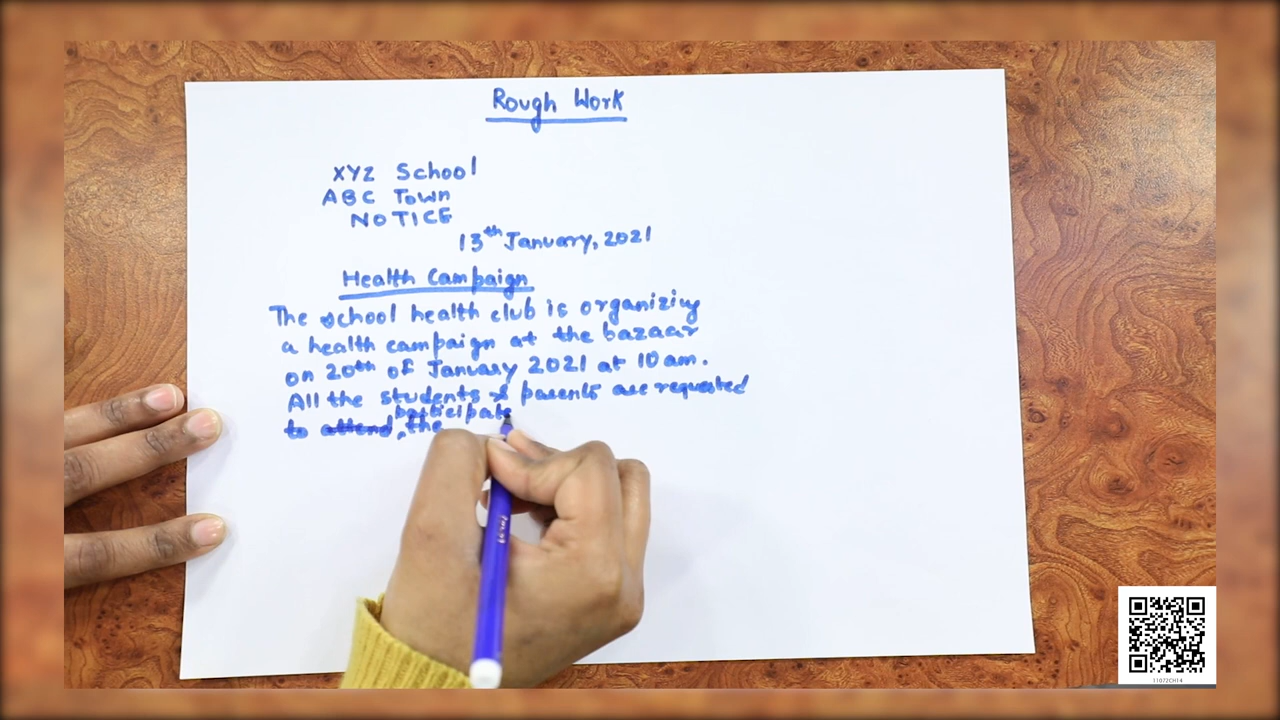 Rough Work
XYZ School
ABC Town
NOTICE
13th January, 2021
Health Campaign
The school health club is organizing
a health campaign at the bazaar
on 20th of January 2021 at 10 am.
All the students & parents are requested
participate
to attend, the
11072CH14